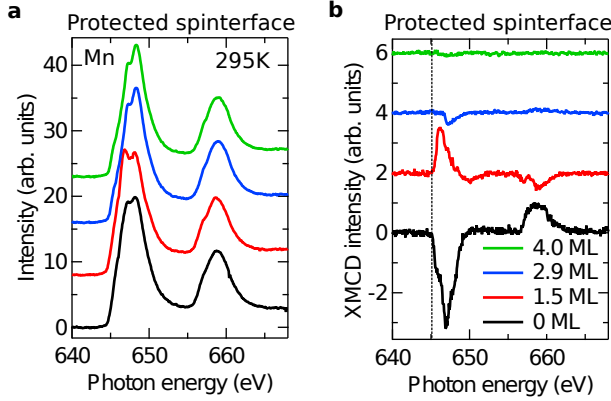 a
Protected spinterface
Mn
295K
40
30
20
10
0
Intensity (arb. units)
640
650
660
Photon energy (eV)
b
Protected spinterface
6
4
2
0
-2
XMCD intensity (arb. units)
4.0 ML
2.9 ML
1.5 ML
0 ML
640
650
660
Photon energy (eV)